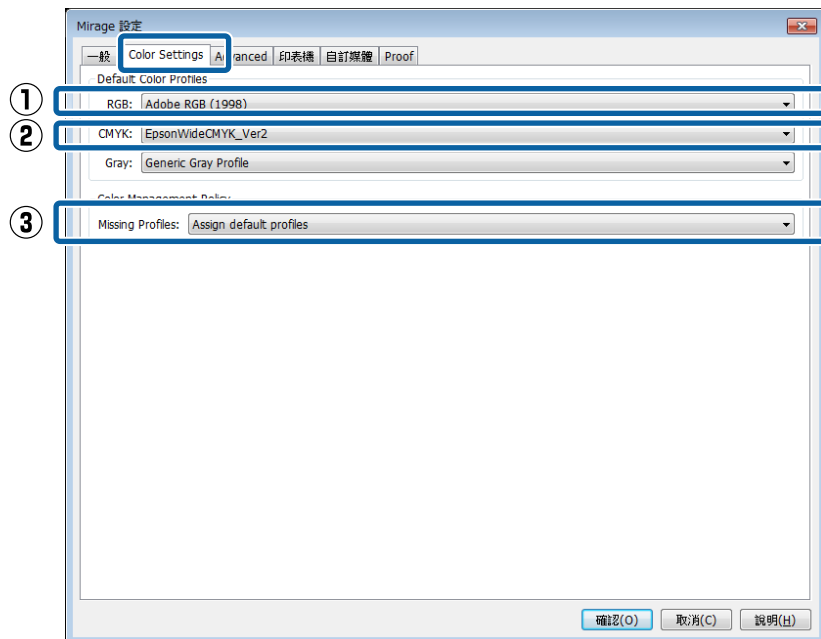 Mirage 設定
一般 Color Settings Advanced 印表機 自訂媒體 Proof
Default Color Profiles
① RGB: Adobe RGB (1998)
② CMYK: EpsonWideCMYK_Ver2
Gray: Generic Gray Profile
Color Management Policy
③ Missing Profiles: Assign default profiles
確認(O) 取消(C) 說明(H)